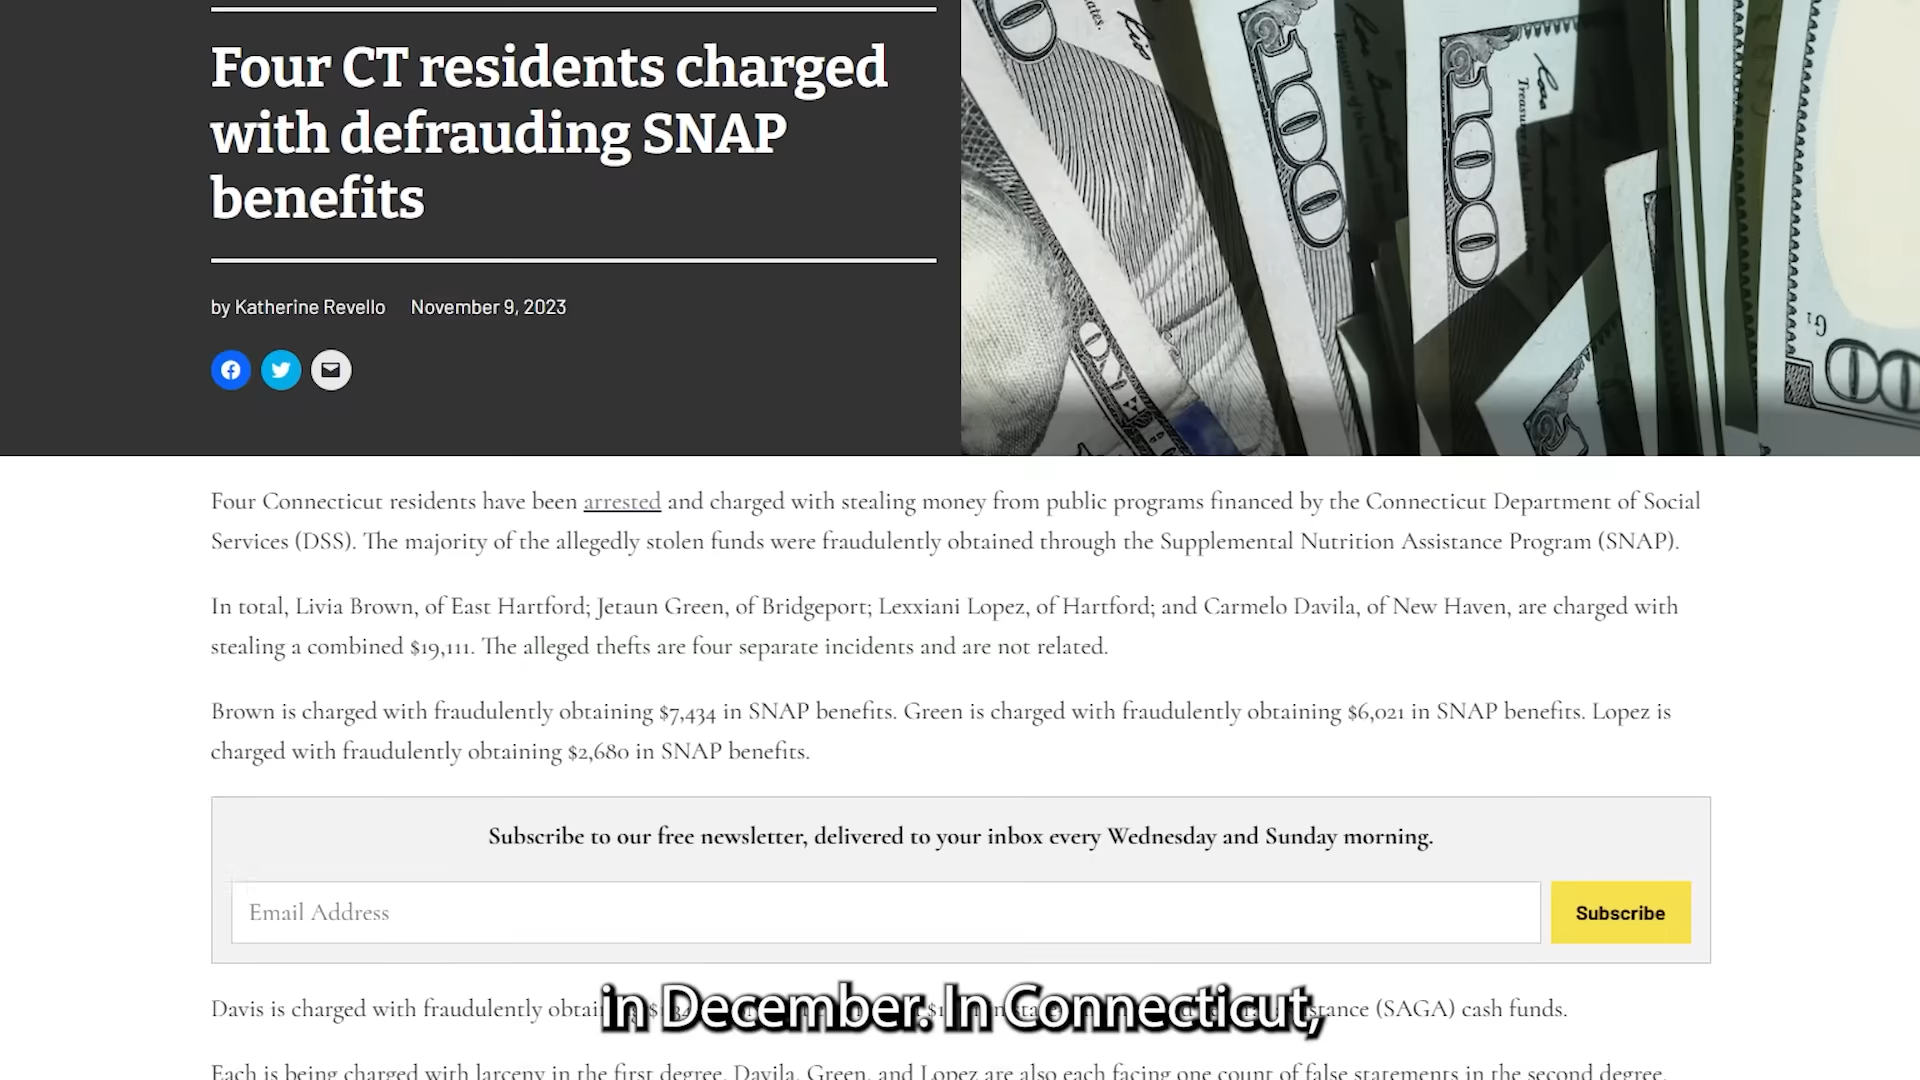 Four CT residents charged
with defrauding SNAP
benefits
by Katherine Revello November 9, 2023
100
100
Four Connecticut residents have been arrested and charged with stealing money from public programs financed by the Connecticut Department of Social
Services (DSS). The majority of the allegedly stolen funds were fraudulently obtained through the Supplemental Nutrition Assistance Program (SNAP).
In total, Livia Brown, of East Hartford; Jetaun Green, of Bridgeport; Lexxiani Lopez, of Hartford; and Carmelo Davila, of New Haven, are charged with
stealing a combined $19,111. The alleged thefts are four separate incidents and are not related.
Brown is charged with fraudulently obtaining $7,434 in SNAP benefits. Green is charged with fraudulently obtaining $6,021 in SNAP benefits. Lopez is
charged with fraudulently obtaining $2,680 in SNAP benefits.
Subscribe to our free newsletter, delivered to your inbox every Wednesday and Sunday morning.
Email Address Subscribe
Davis is charged with fraudulently (SAGA) cash funds.
in December. In Connecticut,
Each is being charged with larceny in the first degree. Davila, Green, and Lopez are also each facing one count of false statements in the second degree.